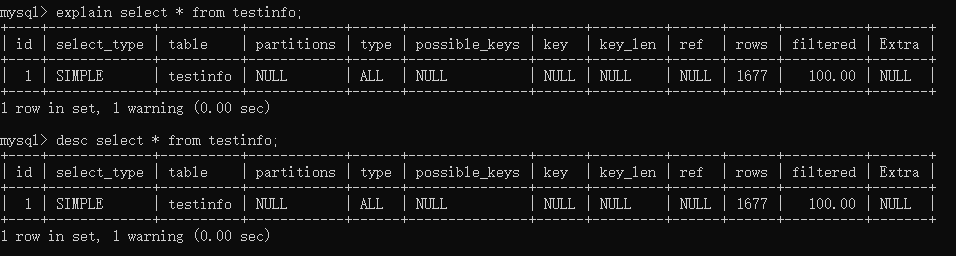 mysql> explain select * from testinfo;
+----+-------------+----------+------------+------+---------------+------+---------+------+------+----------+-------+
| id | select_type | table    | partitions | type | possible_keys | key  | key_len | ref  | rows | filtered | Extra |
+----+-------------+----------+------------+------+---------------+------+---------+------+------+----------+-------+
|  1 | SIMPLE      | testinfo | NULL       | ALL  | NULL          | NULL | NULL    | NULL | 1677 |   100.00 | NULL  |
+----+-------------+----------+------------+------+---------------+------+---------+------+------+----------+-------+
1 row in set, 1 warning (0.00 sec)
mysql> desc select * from testinfo;
+----+-------------+----------+------------+------+---------------+------+---------+------+------+----------+-------+
| id | select_type | table    | partitions | type | possible_keys | key  | key_len | ref  | rows | filtered | Extra |
+----+-------------+----------+------------+------+---------------+------+---------+------+------+----------+-------+
|  1 | SIMPLE      | testinfo | NULL       | ALL  | NULL          | NULL | NULL    | NULL | 1677 |   100.00 | NULL  |
+----+-------------+----------+------------+------+---------------+------+---------+------+------+----------+-------+
1 row in set, 1 warning (0.00 sec)